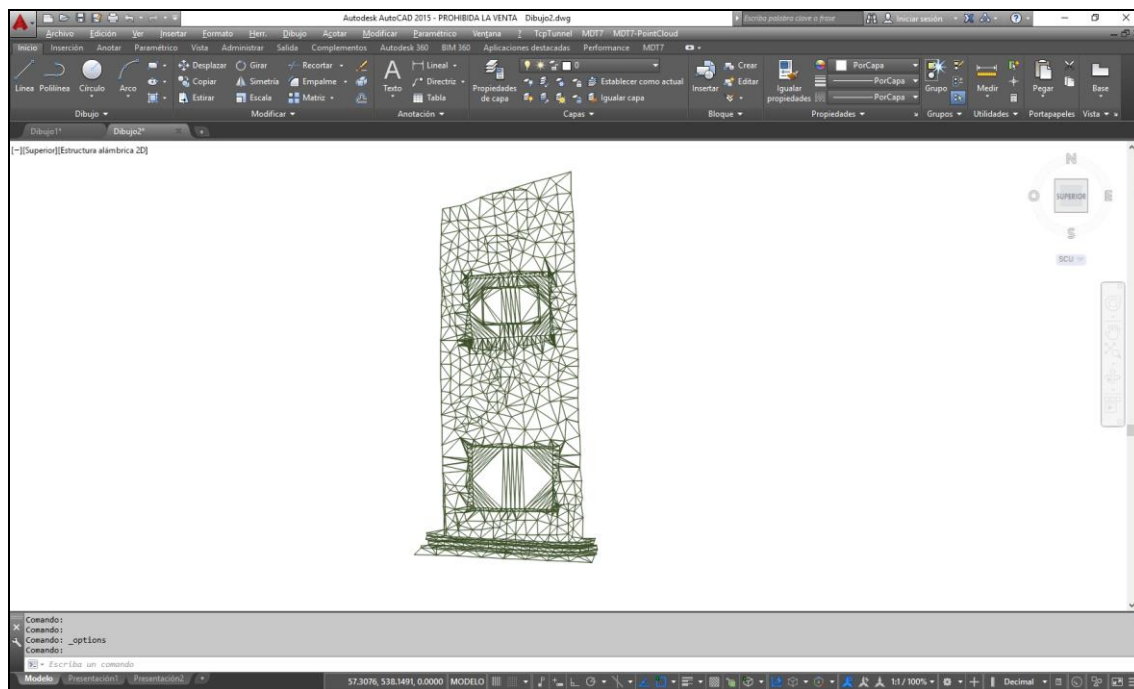 Autodesk AutoCAD 2015 - PROHIBIDA LA VENTA Dibujo2.dwg
Escriba palabra clave o frase
Iniciar sesión
Archivo Edición Ver Insertar Formato Herr. Dibujo Agotar Modificar Paramétrico Ventana ? TcpTunnel MDT7 MDT7-PointCloud
Inicio Inserción Anotar Paramétrico Vista Administrar Salida Complementos Autodesk 360 BIM 360 Aplicaciones destacadas Performance MDT7
Desplazar Girar Recortar Lineal 0 Crear PorCapa
Copiar Simetría Empalme Directriz Establecer como actual Editar PorCapa
Línea Polilínea Círculo Arco Texto Propiedades de capa Insertar Igualar propiedades Grupo Medir Pegar Base
Estirar Escala Matriz Tabla Igualar capa PorCapa
Dibujo Modificar Anotación Capas Bloque Propiedades Grupos Utilidades Portapapeles Vista
Dibujo1* Dibujo2*
[−][Superior][Estructura alámbrica 2D]
N
O SUPERIOR E
S
SCU
Comando:
Comando:
Comando: _options
Comando:
Escriba un comando
Modelo Presentación1 Presentación2 57.3076, 538.1491, 0.0000 MODELO 1:1 / 100% Decimal